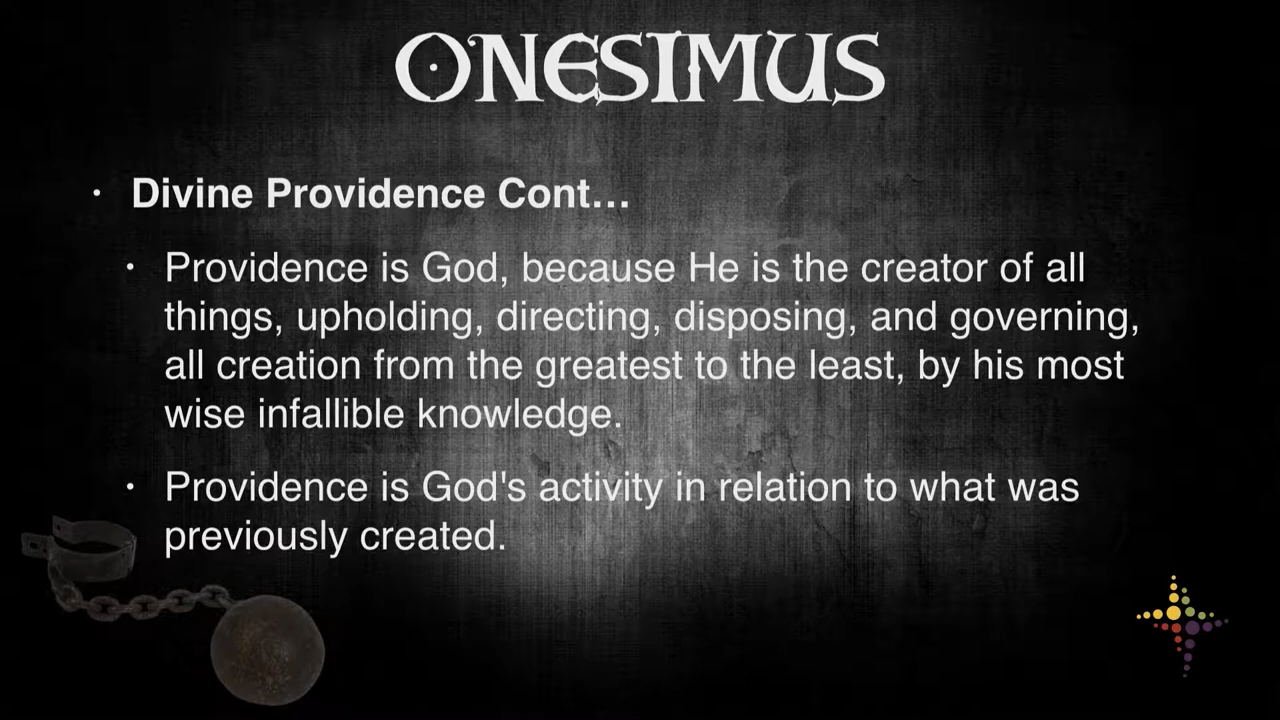 ONESIMUS
• Divine Providence Cont…
• Providence is God, because He is the creator of all
things, upholding, directing, disposing, and governing,
all creation from the greatest to the least, by his most
wise infallible knowledge.
• Providence is God's activity in relation to what was
previously created.